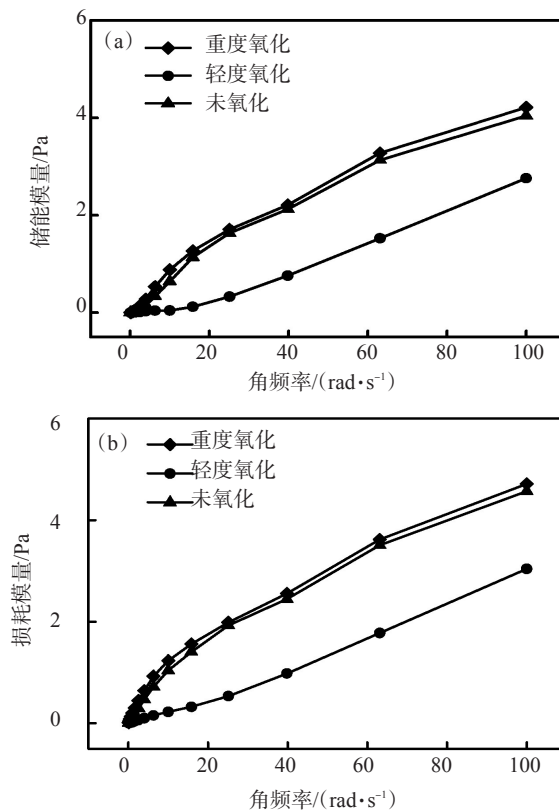 (a)
重度氧化
轻度氧化
未氧化
储能模量/Pa
6
4
2
0
0 20 40 60 80 100
角频率/(rad·s⁻¹)
(b)
重度氧化
轻度氧化
未氧化
损耗模量/Pa
6
4
2
0
0 20 40 60 80 100
角频率/(rad·s⁻¹)